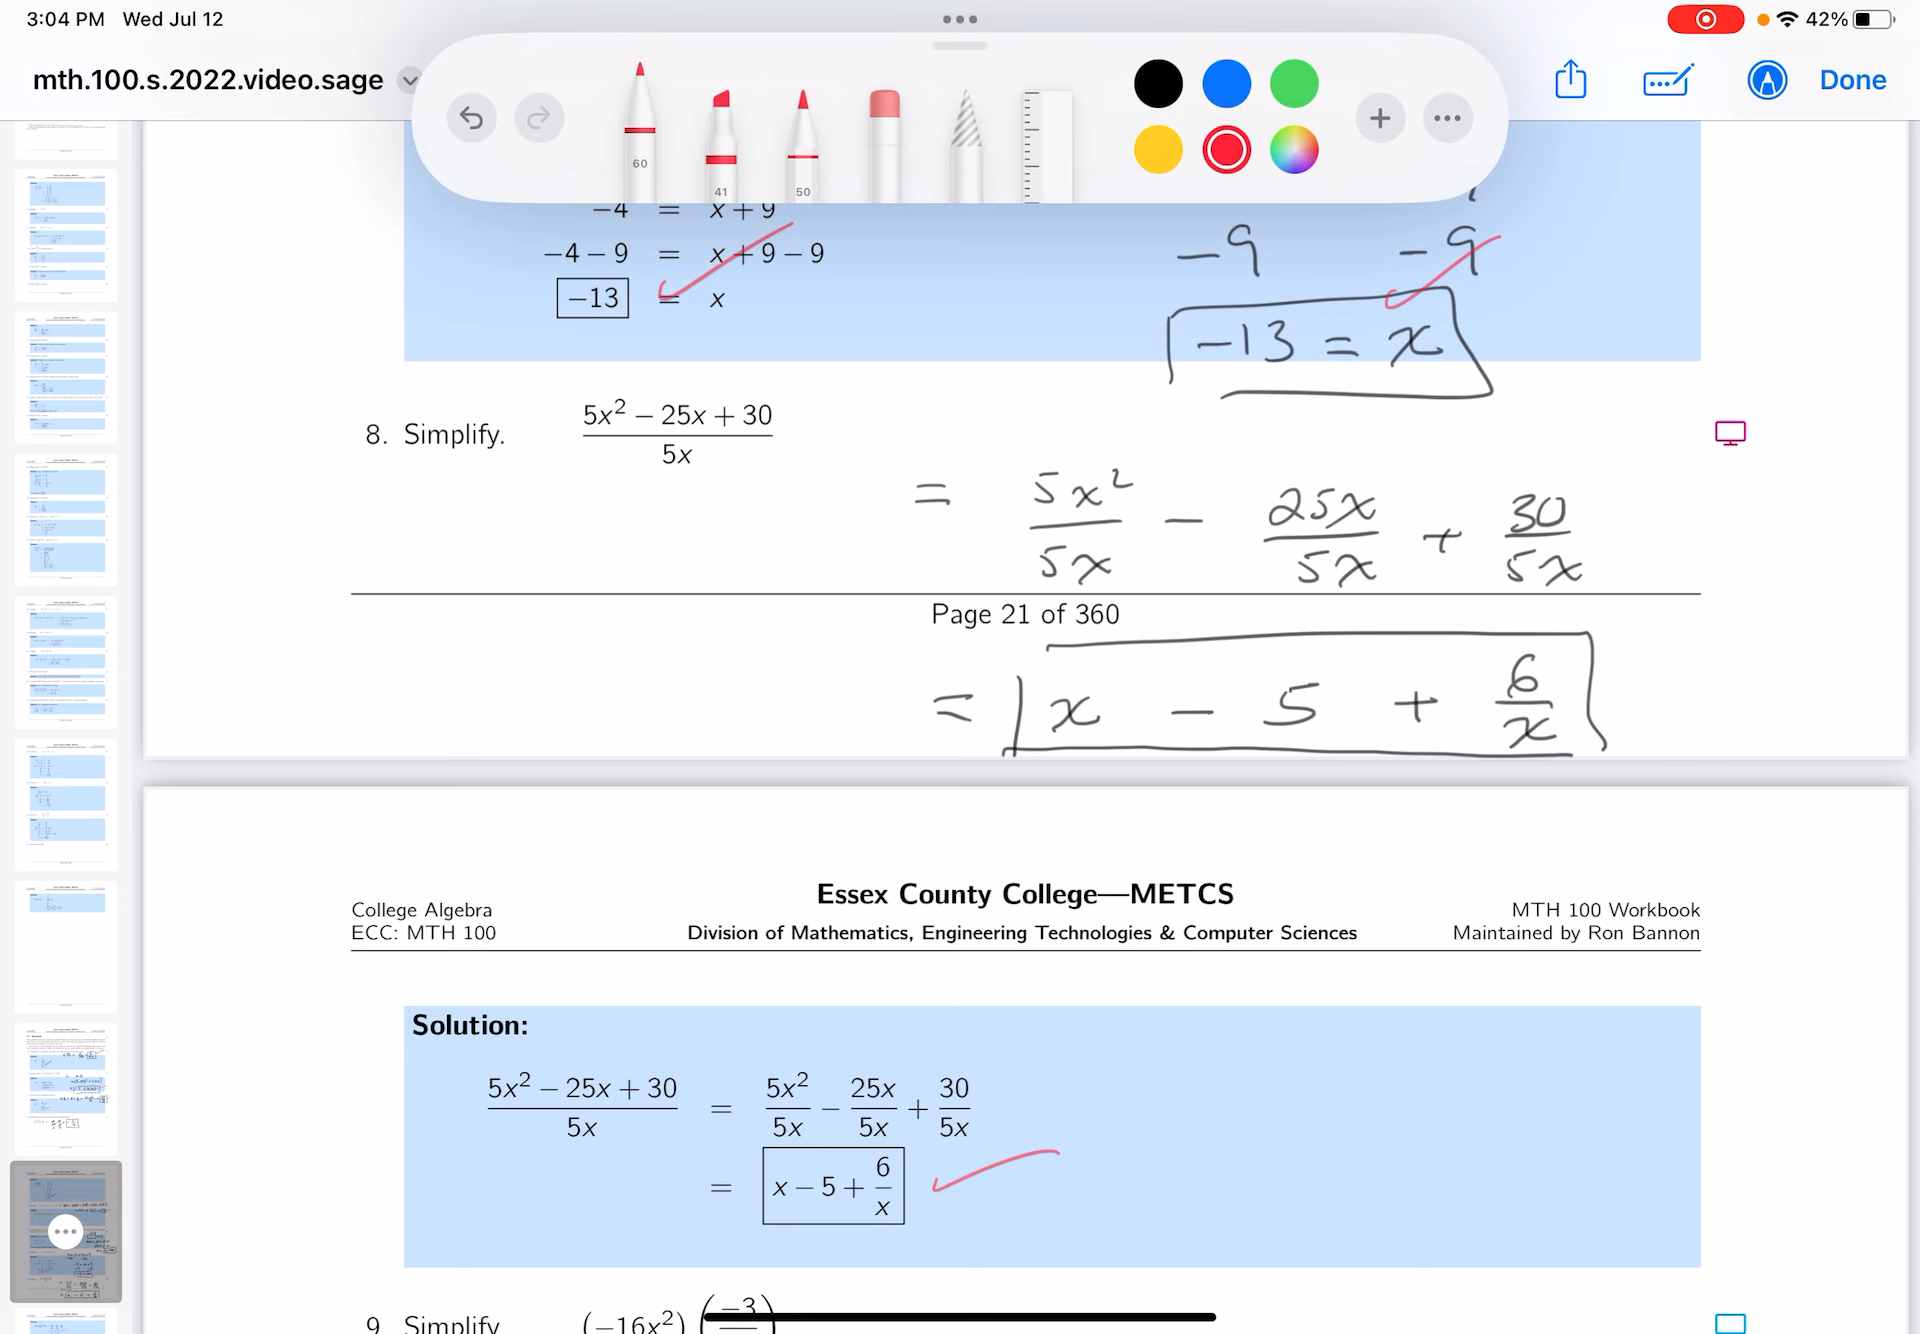 3:04 PM Wed Jul 12
42%
mth.100.s.2022.video.sage
Done
60
41
50
−4 = x + 9
−4 − 9 = x + 9 − 9
−13 = x
−9 −9
−13 = x
8. Simplify. (5x² − 25x + 30)/(5x)
= 5x²/5x − 25x/5x + 30/5x
Page 21 of 360
= x − 5 + 6/x
Essex County College—METCS
College Algebra
MTH 100 Workbook
ECC: MTH 100
Division of Mathematics, Engineering Technologies & Computer Sciences
Maintained by Ron Bannon
Solution:
(5x² − 25x + 30)/(5x) = 5x²/5x − 25x/5x + 30/5x
= x − 5 + 6/x
9 Simplify (−16x²) (−3